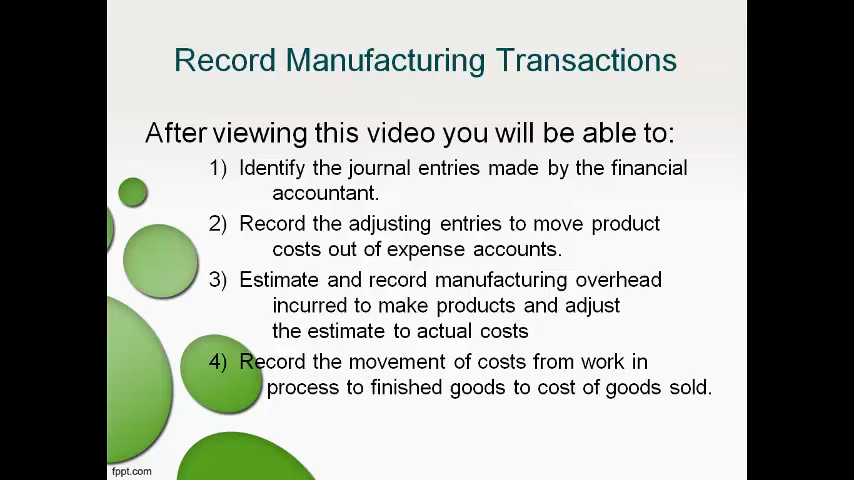 Record Manufacturing Transactions
After viewing this video you will be able to:
1) Identify the journal entries made by the financial
accountant.
2) Record the adjusting entries to move product
costs out of expense accounts.
3) Estimate and record manufacturing overhead
incurred to make products and adjust
the estimate to actual costs
4) Record the movement of costs from work in
process to finished goods to cost of goods sold.
fppt.com